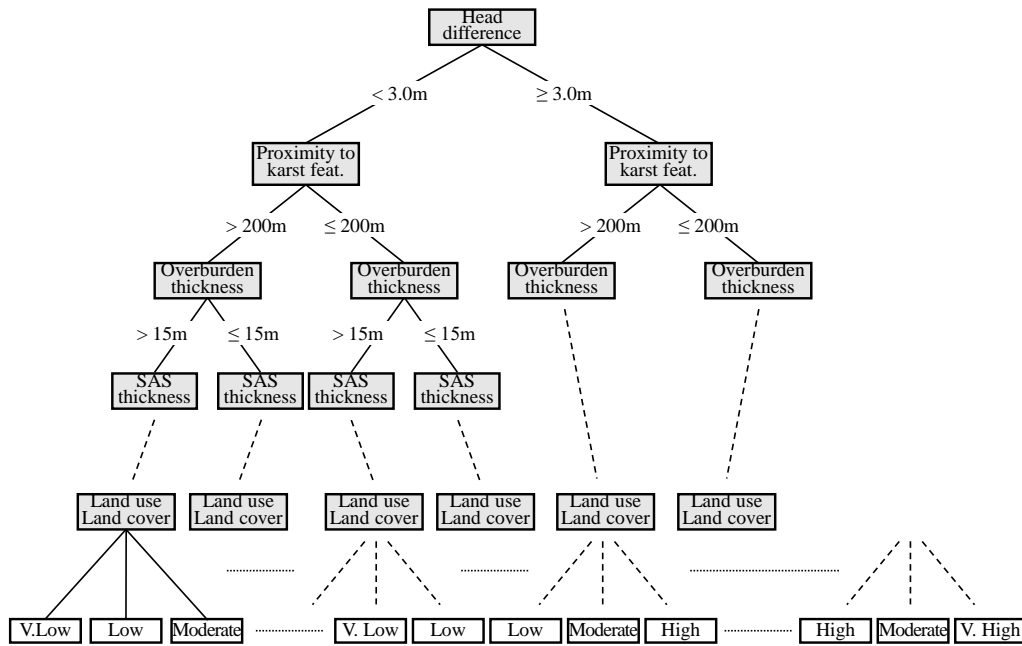 Head
difference
< 3.0m
≥ 3.0m
Proximity to
karst feat.
Proximity to
karst feat.
> 200m
≤ 200m
> 200m
≤ 200m
Overburden
thickness
Overburden
thickness
Overburden
thickness
Overburden
thickness
> 15m
≤ 15m
> 15m
≤ 15m
SAS
thickness
SAS
thickness
SAS
thickness
SAS
thickness
Land use
Land cover
Land use
Land cover
Land use
Land cover
Land use
Land cover
Land use
Land cover
Land use
Land cover
V.Low
Low
Moderate
V. Low
Low
Low
Moderate
High
High
Moderate
V. High